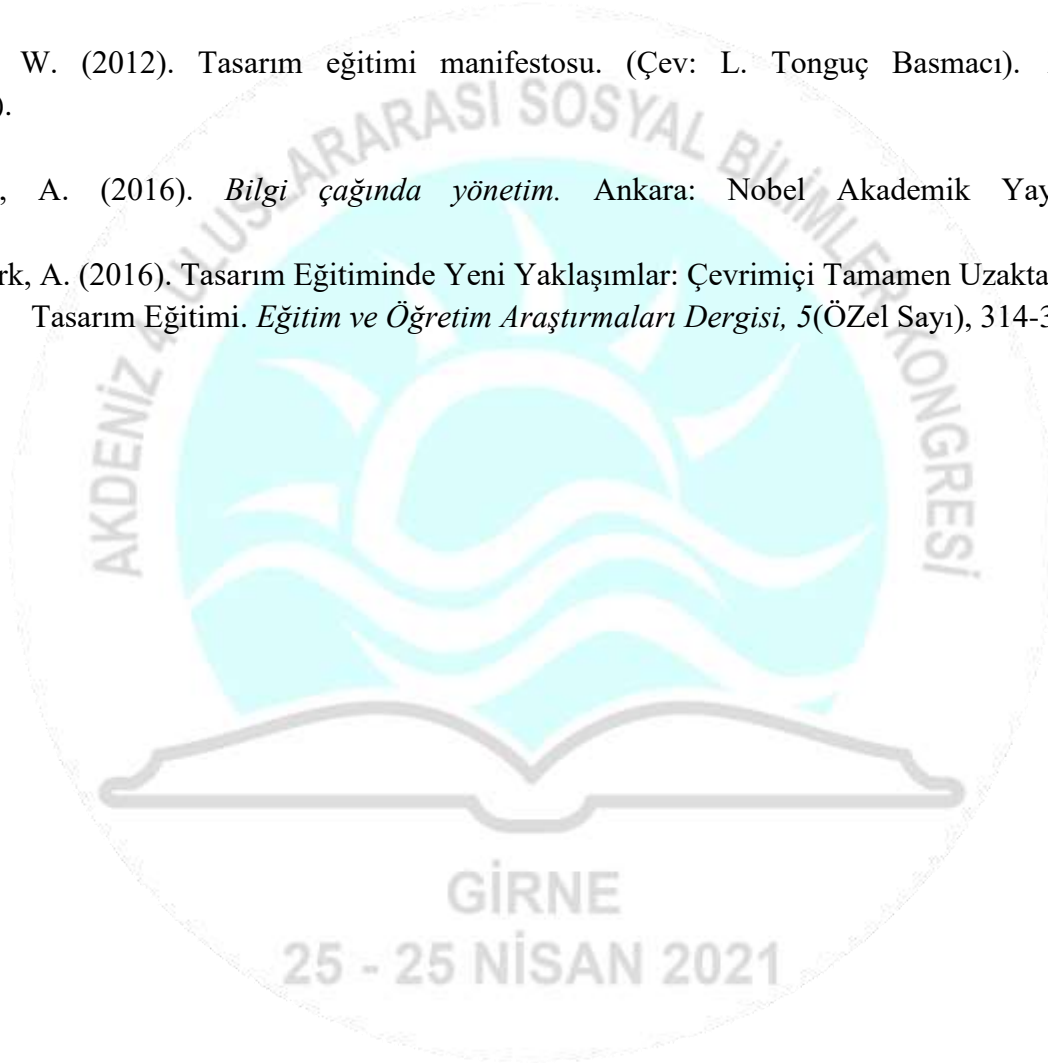 W. (2012). Tasarım eğitimi manifestosu. (Çev: L. Tonguç Basmacı).
).
, A. (2016). Bilgi çağında yönetim. Ankara: Nobel Akademik Yay
rk, A. (2016). Tasarım Eğitiminde Yeni Yaklaşımlar: Çevrimiçi Tamamen Uzakta
Tasarım Eğitimi. Eğitim ve Öğretim Araştırmaları Dergisi, 5(ÖZel Sayı), 314-3
AKDENİZ 4. ULUSLARARASI SOSYAL BİLİMLER KONGRESİ
GİRNE
25 - 25 NİSAN 2021